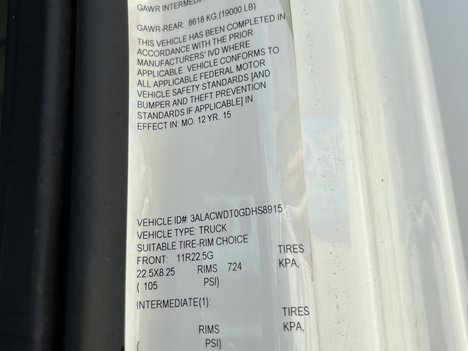 GAWR INTERMEDIATE
GAWR-REAR: 8618 KG,(19000 LB)
THIS VEHICLE HAS BEEN COMPLETED IN
ACCORDANCE WITH THE PRIOR
MANUFACTURERS' IVD WHERE
APPLICABLE. VEHICLE CONFORMS TO
ALL APPLICABLE FEDERAL MOTOR
VEHICLE SAFETY STANDARDS [AND
BUMPER AND THEFT PREVENTION
STANDARDS IF APPLICABLE] IN
EFFECT IN: MO. 12 YR. 15
VEHICLE ID#: 3ALACWDT0GDHS8915
VEHICLE TYPE: TRUCK
SUITABLE TIRE-RIM CHOICE
FRONT: 11R22.5G TIRES
22.5X8.25 RIMS 724 KPA,
( 105 PSI)
INTERMEDIATE(1): TIRES
RIMS KPA,
( PSI)